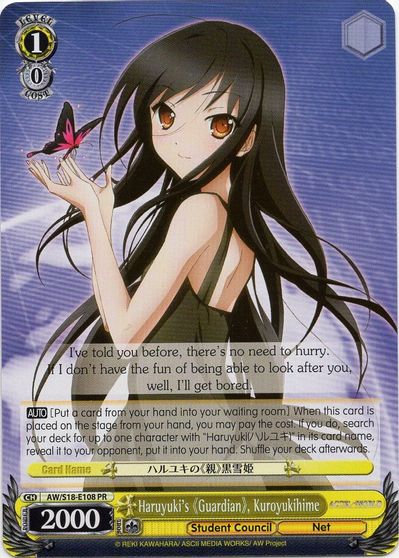 LEVEL
1
0
COST
I've told you before, there's no need to hurry.
If I don't have the fun of being able to look after you,
well, I'll get bored.
AUTO [Put a card from your hand into your waiting room] When this card is
placed on the stage from your hand, you may pay the cost. If you do, search
your deck for up to one character with "Haruyuki(ハルユキ)" in its card name,
reveal it to your opponent, put it into your hand. Shuffle your deck afterwards.
Card Name
ハルユキの《親》黒雪姫
CH AW/S18-E108 PR
Haruyuki's 《Guardian》, Kuroyukihime
ACCEL WORLD
POWER 2000 SOUL
Student Council
Net
© REKI KAWAHARA/ ASCII MEDIA WORKS/ AW Project